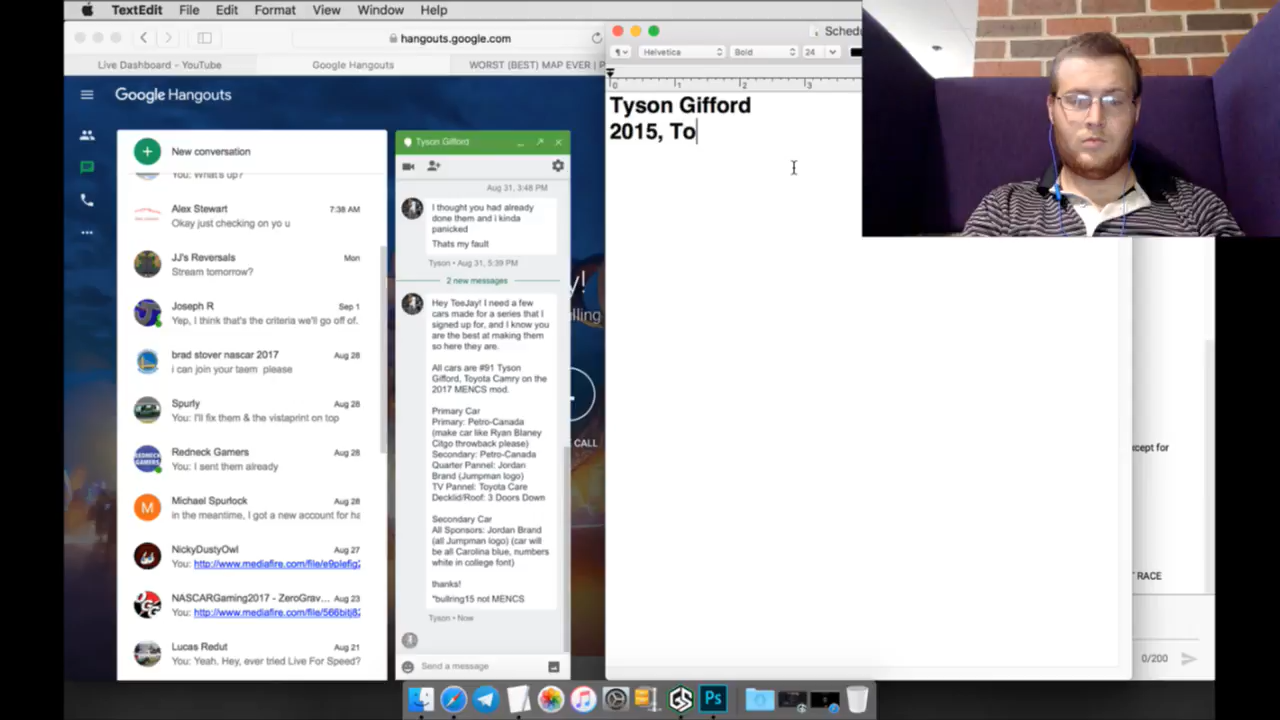 TextEdit File Edit Format View Window Help
hangouts.google.com
Live Dashboard - YouTube Google Hangouts WORST (BEST) MAP EVER | P
Google Hangouts
New conversation
You: What's up?
Alex Stewart 7:38 AM
Okay just checking on yo u
JJ's Reversals Mon
Stream tomorrow?
Joseph R Sep 1
Yep, I think that's the criteria we'll go off of.
brad stover nascar 2017 Aug 28
i can join your taem please
Spurfy Aug 28
You: I'll fix them & the vistaprint on top
Redneck Gamers Aug 28
You: I sent them already
Michael Spurlock Aug 28
in the meantime, I got a new account for ha
NickyDustyOwl Aug 27
You: http://www.mediafire.com/file/e9plefig
NASCARGaming2017 - ZeroGrav... Aug 23
You: http://www.mediafire.com/file/566bitj8
Lucas Redut Aug 21
You: Yeah. Hey, ever tried Live For Speed?
Tyson Gifford
Aug 31, 3:48 PM
I thought you had already
done them and i kinda
panicked
Thats my fault
Tyson • Aug 31, 5:39 PM
2 new messages
Hey TeeJay! I need a few
cars made for a series that I
signed up for, and I know you
are the best at making them
so here they are.
All cars are #91 Tyson
Gifford, Toyota Camry on the
2017 MENCS mod.
Primary Car
Primary: Petro-Canada
(make car like Ryan Blaney
Citgo throwback please)
Secondary: Petro-Canada
Quarter Pannel: Jordan
Brand (Jumpman logo)
TV Pannel: Toyota Care
Decklid/Roof: 3 Doors Down
Secondary Car
All Sponsors: Jordan Brand
(all Jumpman logo) (car will
be all Carolina blue, numbers
white in college font)
thanks!
*bullring15 not MENCS
Tyson • Now
Send a message
y!
lling
CALL
Schedu
Helvetica Bold 24
0 1 2 3
Tyson Gifford
2015, To
xcept for
RACE
0/200
Ps